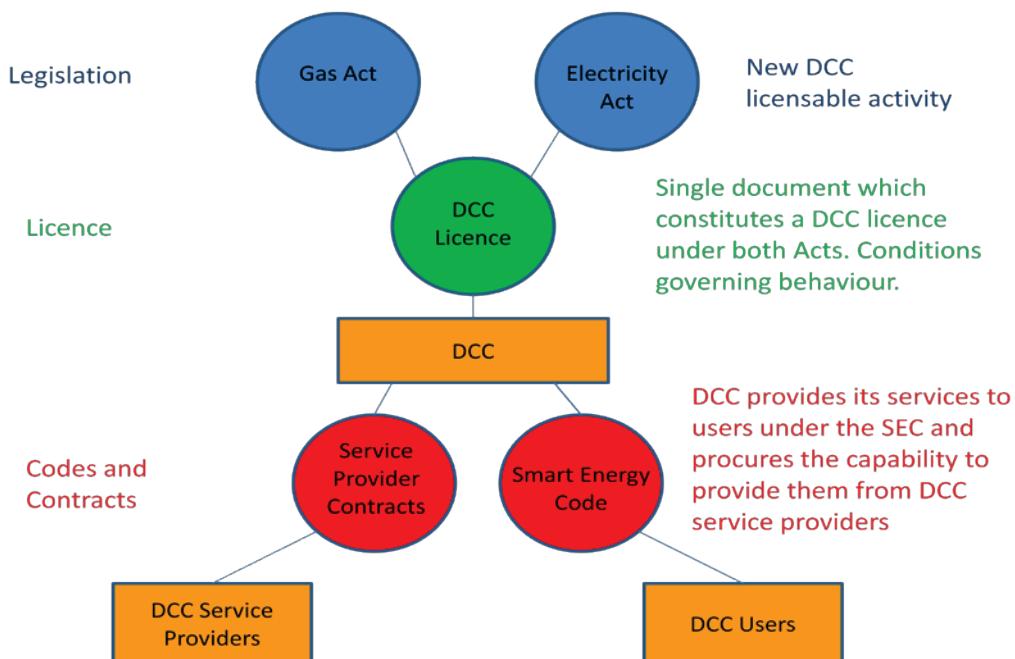 Legislation
Gas Act
Electricity
Act
New DCC
licensable activity
Licence
DCC
Licence
Single document which
constitutes a DCC licence
under both Acts. Conditions
governing behaviour.
DCC
Codes and
Contracts
Service
Provider
Contracts
Smart Energy
Code
DCC provides its services to
users under the SEC and
procures the capability to
provide them from DCC
service providers
DCC Service
Providers
DCC Users